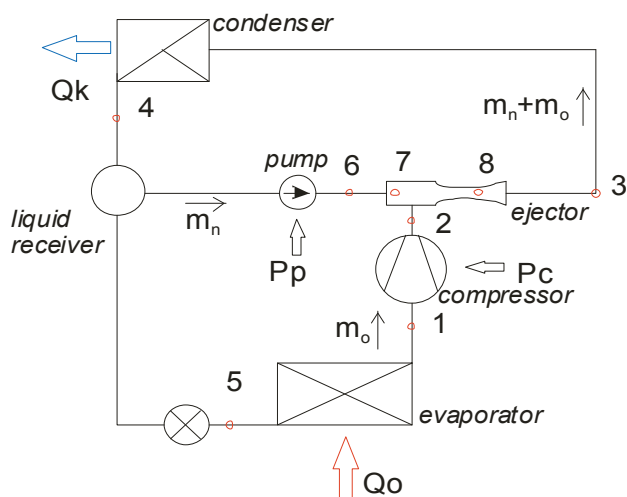 condenser
Qk
4
mn+mo
pump
6
7
8
3
liquid
receiver
mn
2
ejector
Pp
Pc
compressor
mo
1
5
evaporator
Qo